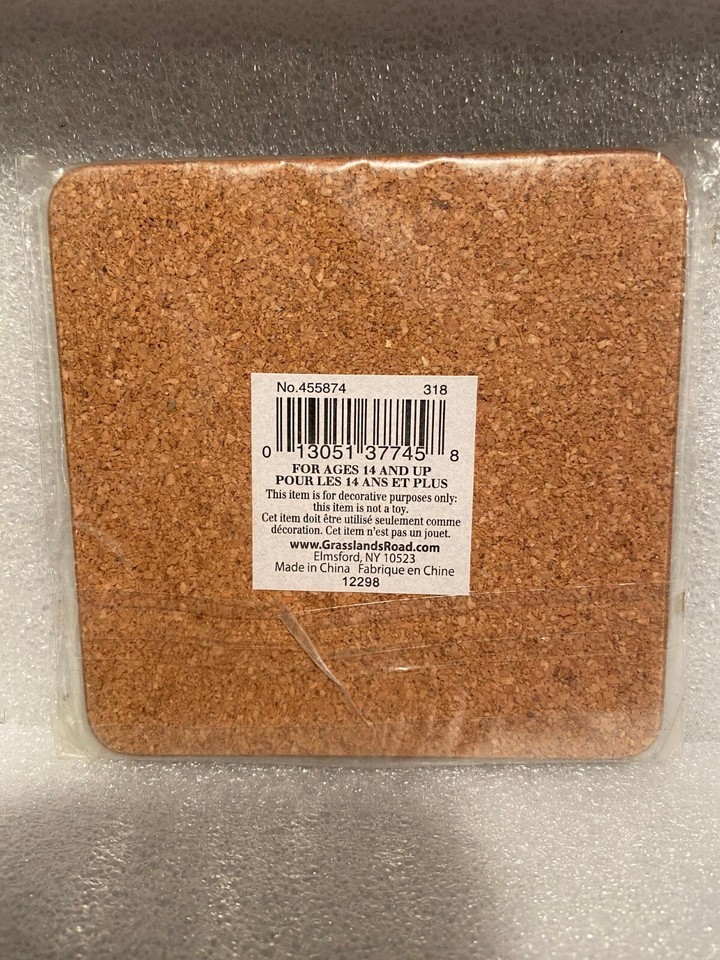 No.455874 318
0 13051 37745 8
FOR AGES 14 AND UP
POUR LES 14 ANS ET PLUS
This item is for decorative purposes only:
this item is not a toy.
Cet item doit être utilisé seulement comme
décoration. Cet item n'est pas un jouet.
www.GrasslandsRoad.com
Elmsford, NY 10523
Made in China Fabrique en Chine
12298